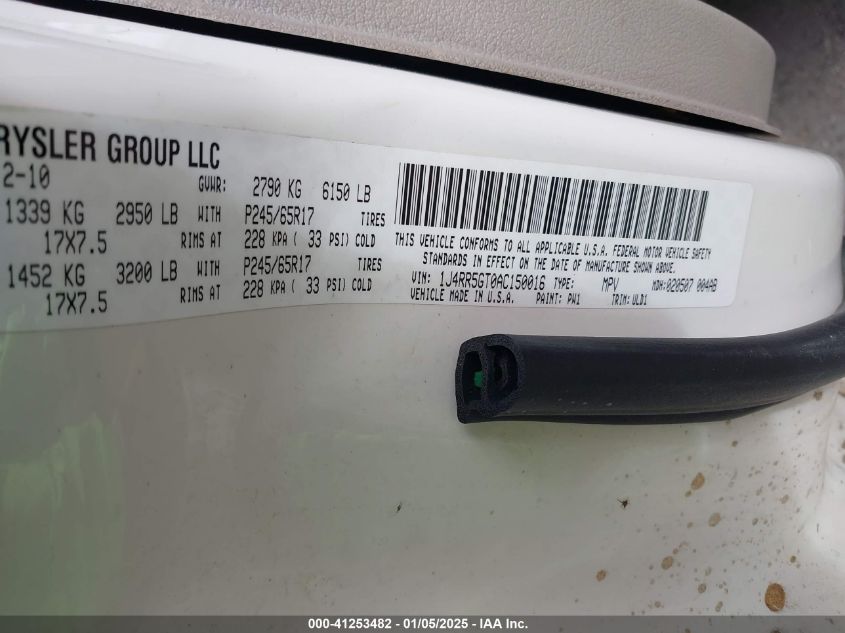 RYSLER GROUP LLC
2-10 GVWR: 2790 KG 6150 LB
1339 KG 2950 LB WITH P245/65R17 TIRES
17X7.5 RIMS AT 228 KPA ( 33 PSI) COLD
1452 KG 3200 LB WITH P245/65R17 TIRES
17X7.5 RIMS AT 228 KPA ( 33 PSI) COLD
THIS VEHICLE CONFORMS TO ALL APPLICABLE U.S.A. FEDERAL MOTOR VEHICLE SAFETY
STANDARDS IN EFFECT ON THE DATE OF MANUFACTURE SHOWN ABOVE.
VIN: 1J4RR5GT0AC150016 TYPE: MPV MDH:020507 004AB
VEHICLE MADE IN U.S.A. PAINT: PW1 TRIM: ULD1
000-41253482 - 01/05/2025 - IAA Inc.